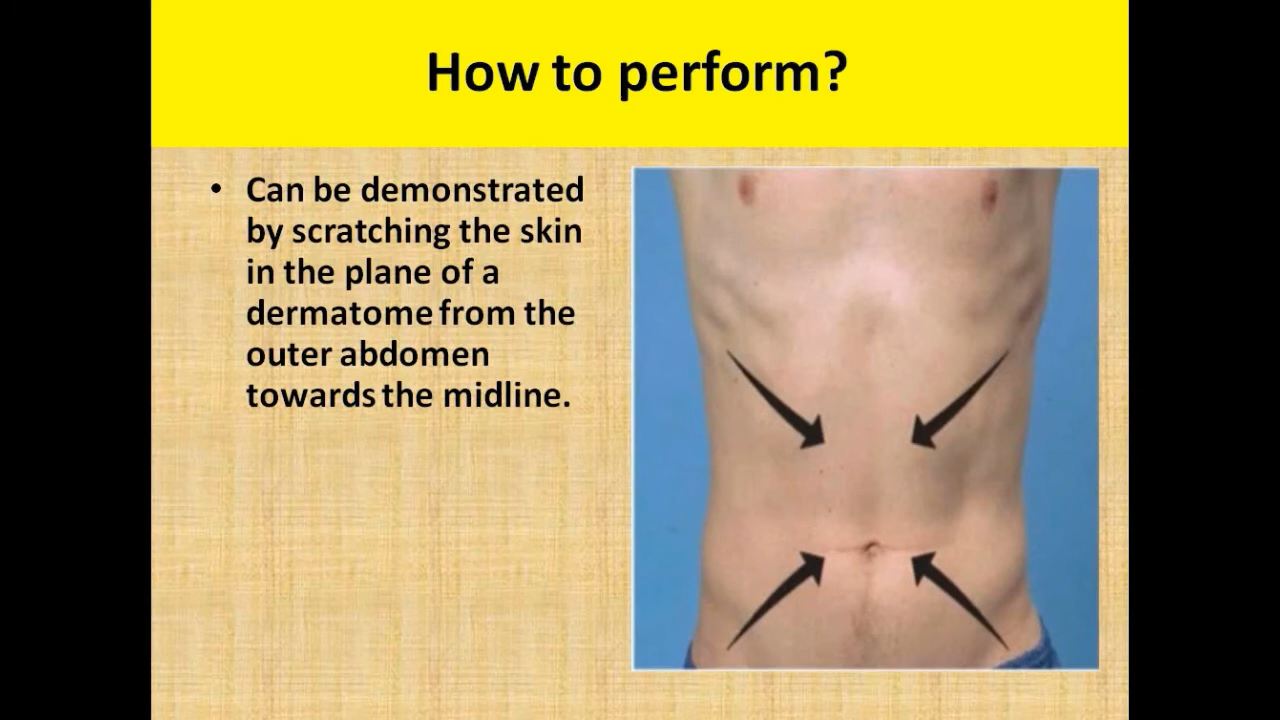 How to perform?
• Can be demonstrated
by scratching the skin
in the plane of a
dermatome from the
outer abdomen
towards the midline.